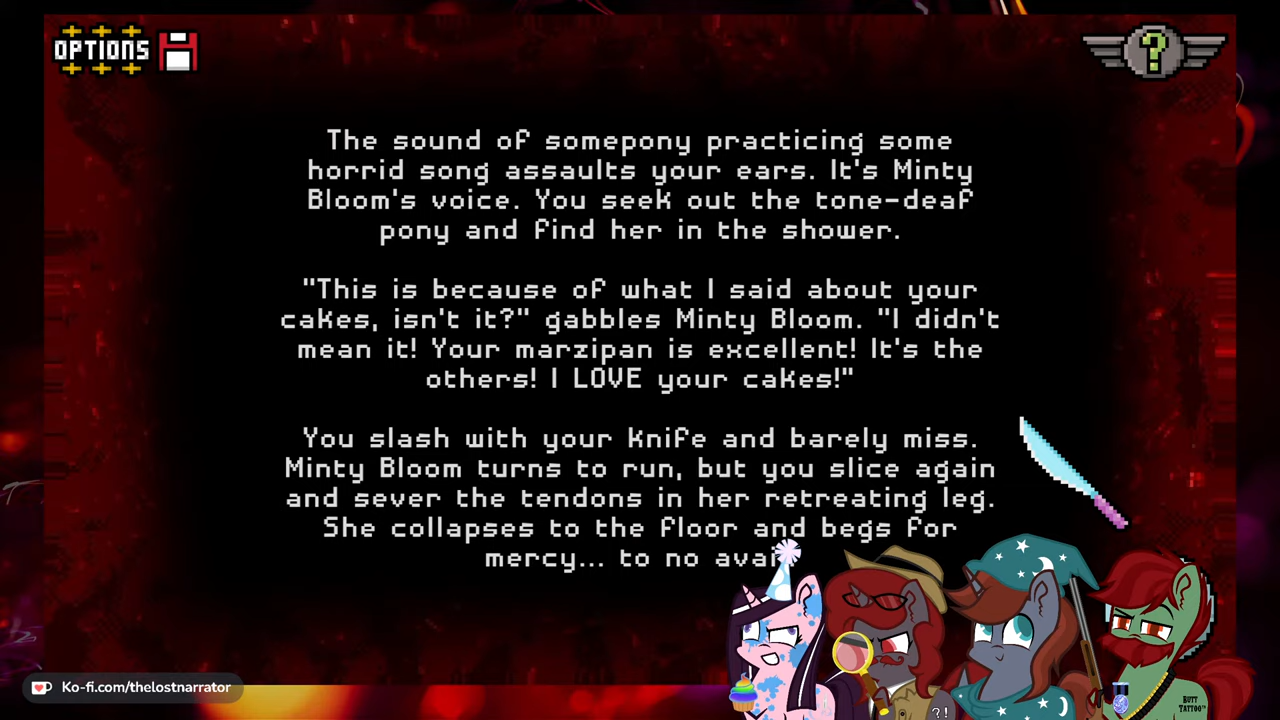 OPTIONS
?
The sound of somepony practicing some
horrid song assaults your ears. It's Minty
Bloom's voice. You seek out the tone-deaf
pony and find her in the shower.
"This is because of what I said about your
cakes, isn't it?" gabbles Minty Bloom. "I didn't
mean it! Your marzipan is excellent! It's the
others! I LOVE your cakes!"
You slash with your knife and barely miss.
Minty Bloom turns to run, but you slice again
and sever the tendons in her retreating leg.
She collapses to the floor and begs for
mercy... to no avai
Ko-fi.com/thelostnarrator
?!
BUTT
TATTOO™